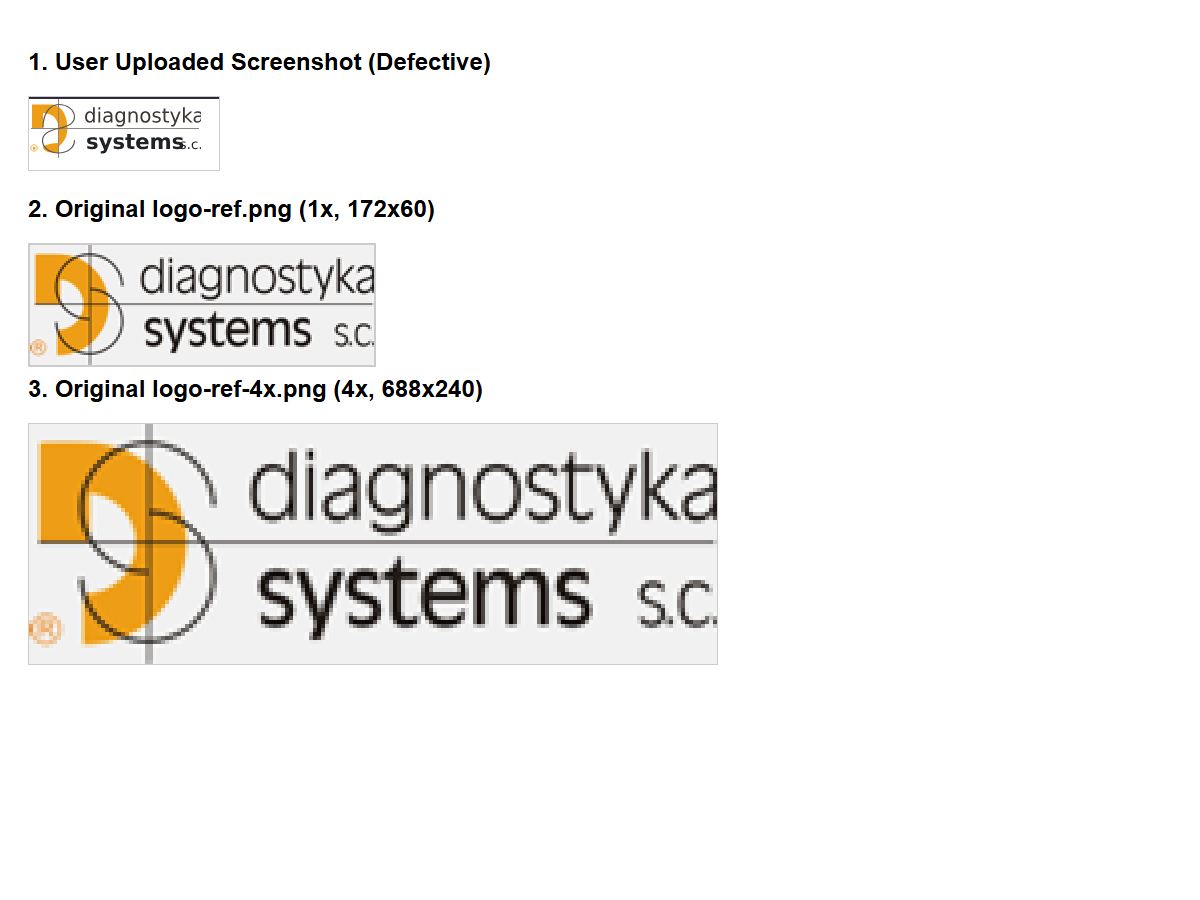 1. User Uploaded Screenshot (Defective)
diagnostyka
systems s.c.
®
2. Original logo-ref.png (1x, 172x60)
diagnostyka
systems s.c.
®
3. Original logo-ref-4x.png (4x, 688x240)
diagnostyka
systems s.c.
®